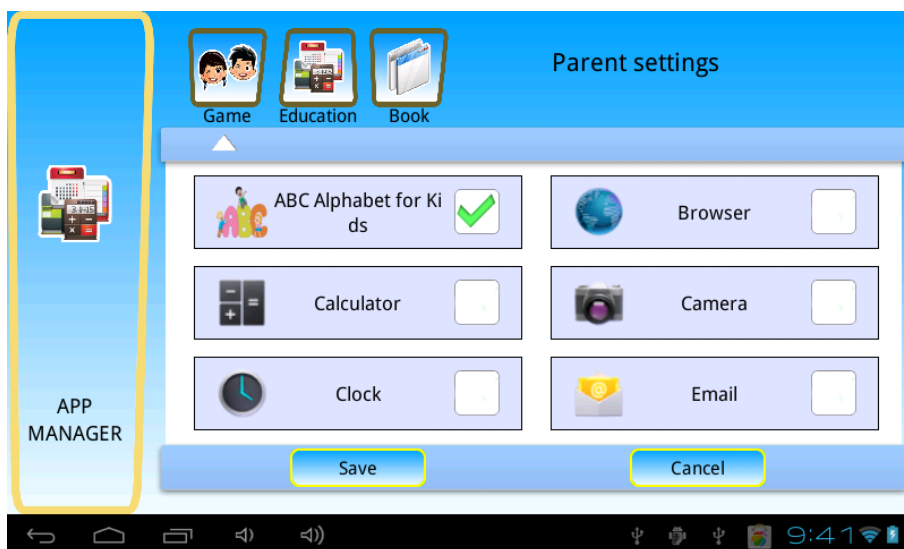 Parent settings
Game
Education
Book
ABC Alphabet for Ki
ds
Browser
Calculator
Camera
Clock
Email
APP
MANAGER
Save
Cancel
9:41